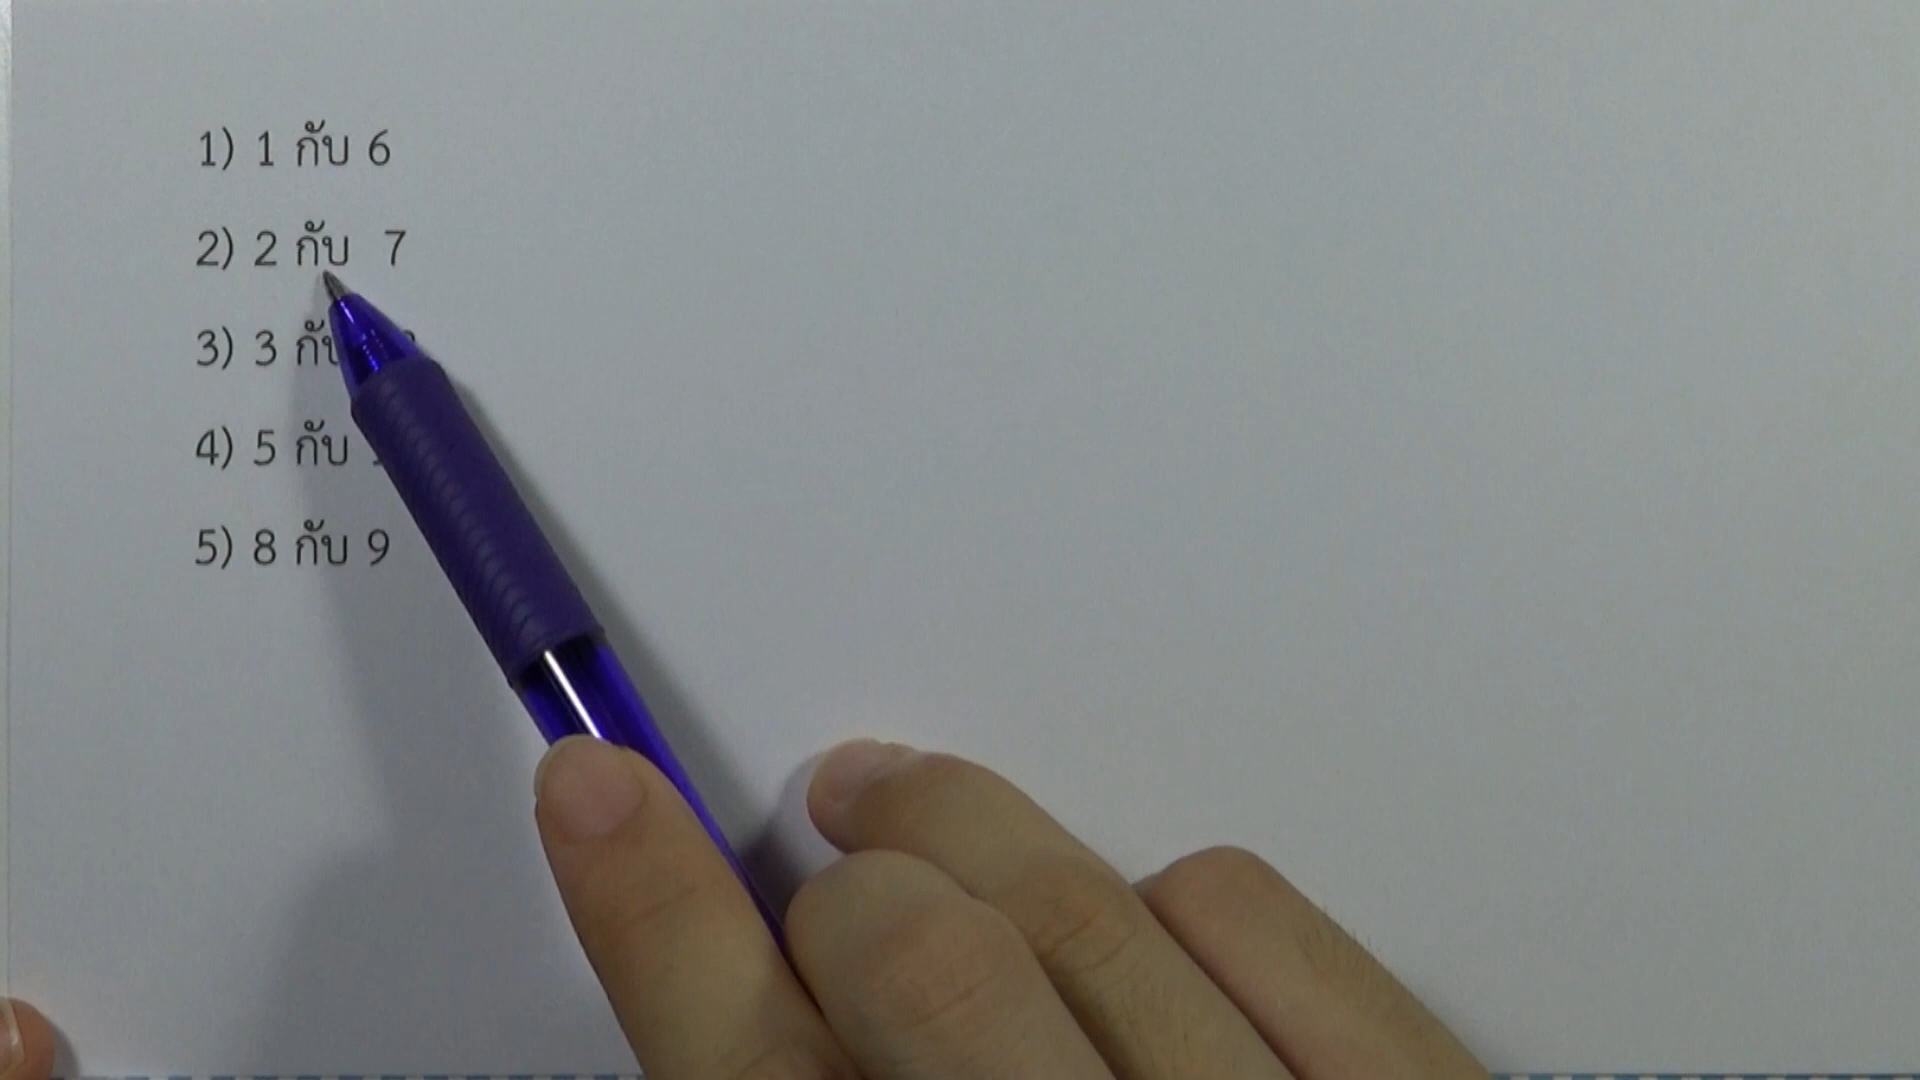 1) 1 กับ 6
2) 2 กับ 7
3) 3 กับ
4) 5 กับ
5) 8 กับ 9